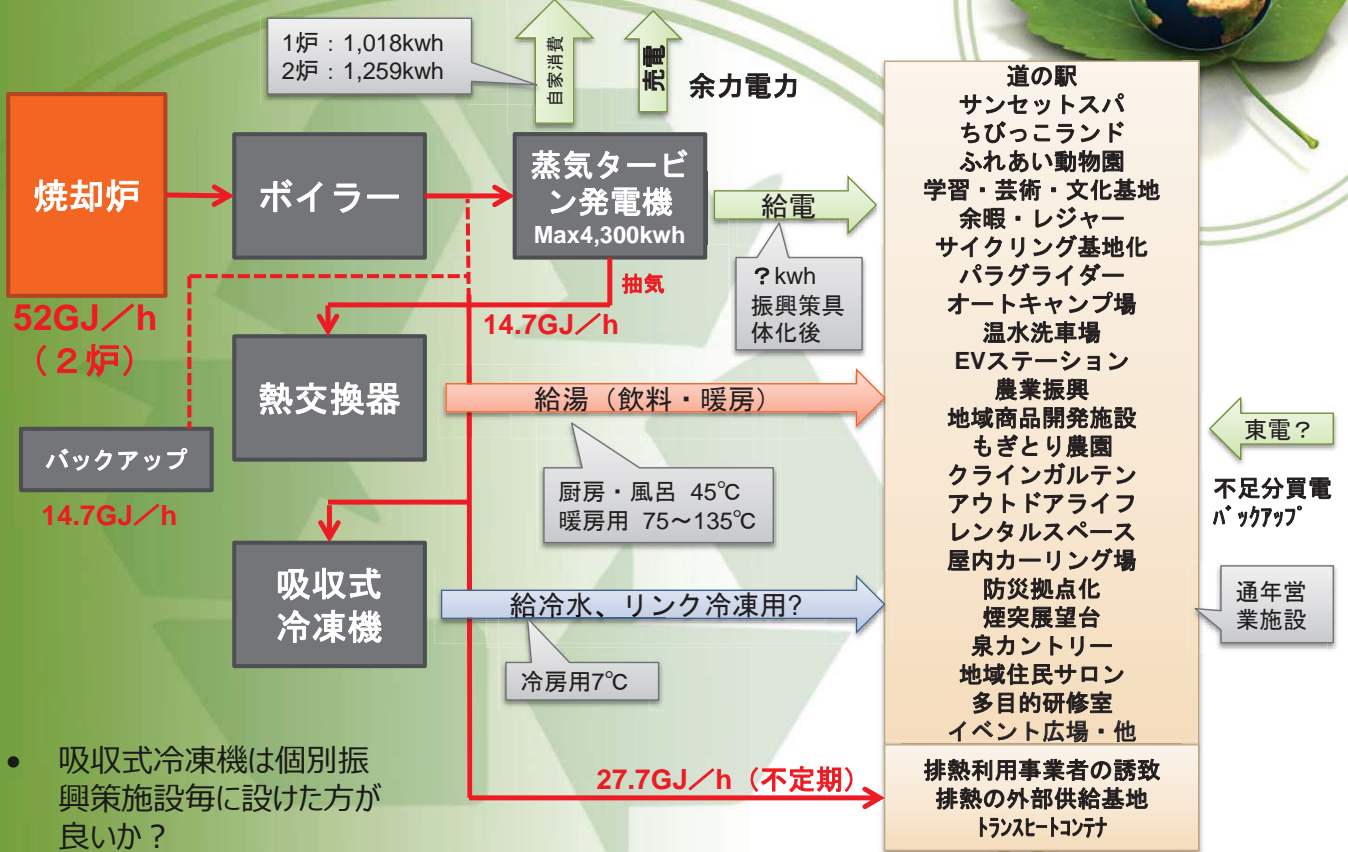 1炉：1,018kwh
2炉：1,259kwh
自家消費
売電
余力電力
焼却炉
ボイラー
蒸気タービ
ン発電機
Max4,300kwh
給電
？kwh
振興策具
体化後
52GJ／h
（２炉）
抽気
14.7GJ／h
熱交換器
給湯（飲料・暖房）
厨房・風呂 45℃
暖房用 75～135℃
バックアップ
14.7GJ／h
吸収式
冷凍機
給冷水、リンク冷凍用?
冷房用7℃
27.7GJ／h（不定期）
• 吸収式冷凍機は個別振
興策施設毎に設けた方が
良いか？
道の駅
サンセットスパ
ちびっこランド
ふれあい動物園
学習・芸術・文化基地
余暇・レジャー
サイクリング基地化
パラグライダー
オートキャンプ場
温水洗車場
EVステーション
農業振興
地域商品開発施設
もぎとり農園
クラインガルテン
アウトドアライフ
レンタルスペース
屋内カーリング場
防災拠点化
煙突展望台
泉カントリー
地域住民サロン
多目的研修室
イベント広場・他
排熱利用事業者の誘致
排熱の外部供給基地
ﾄﾗﾝｽﾋｰﾄｺﾝﾃﾅ
東電？
不足分買電
ﾊﾞｯｸｱｯﾌﾟ
通年営
業施設